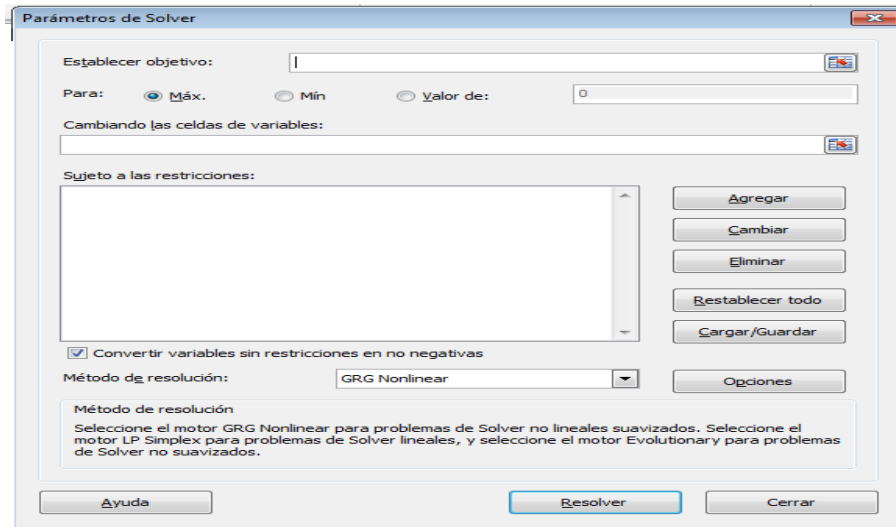 Parámetros de Solver
Establecer objetivo:
Para: Máx. Mín Valor de: 0
Cambiando las celdas de variables:
Sujeto a las restricciones:
Agregar
Cambiar
Eliminar
Restablecer todo
Cargar/Guardar
Convertir variables sin restricciones en no negativas
Método de resolución: GRG Nonlinear Opciones
Método de resolución
Seleccione el motor GRG Nonlinear para problemas de Solver no lineales suavizados. Seleccione el
motor LP Simplex para problemas de Solver lineales, y seleccione el motor Evolutionary para problemas
de Solver no suavizados.
Ayuda Resolver Cerrar